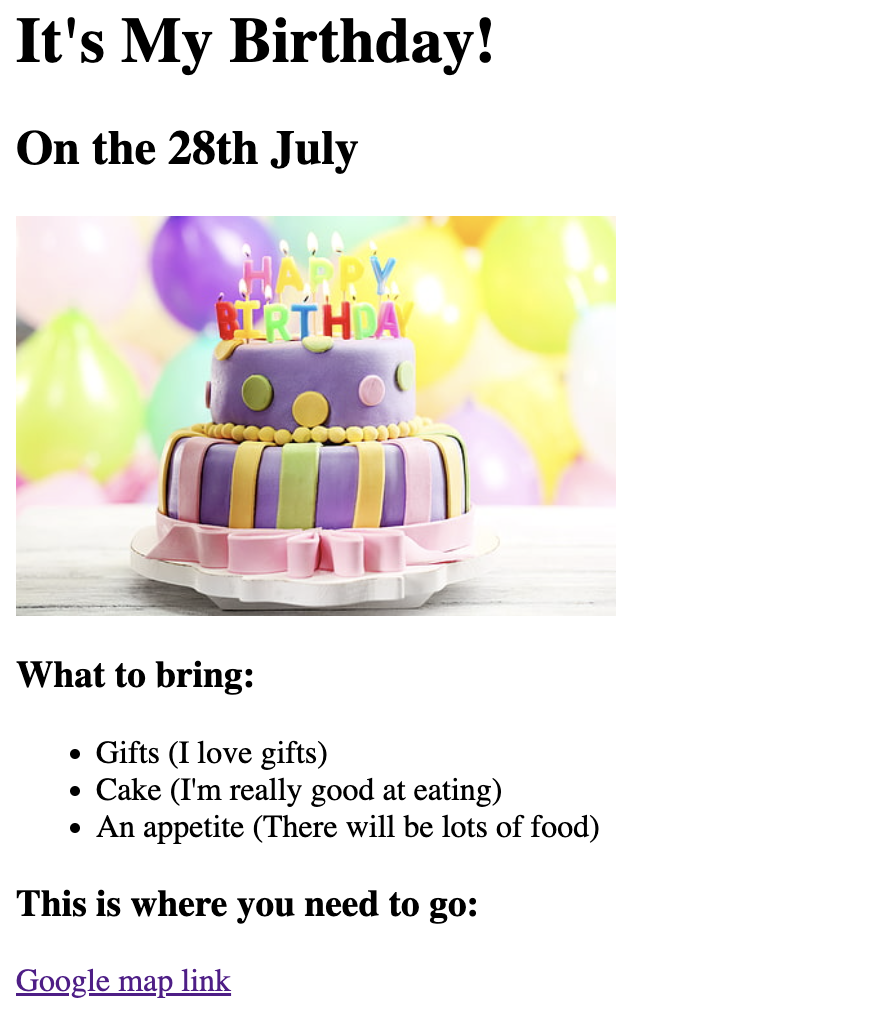 It's My Birthday!
On the 28th July
HAPPY
BIRTHDAY
What to bring:
Gifts (I love gifts)
Cake (I'm really good at eating)
An appetite (There will be lots of food)
This is where you need to go:
Google map link